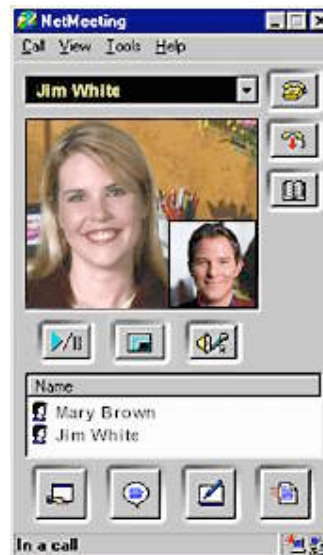 NetMeeting
Call View Tools Help
Jim White
Name
Mary Brown
Jim White
In a call